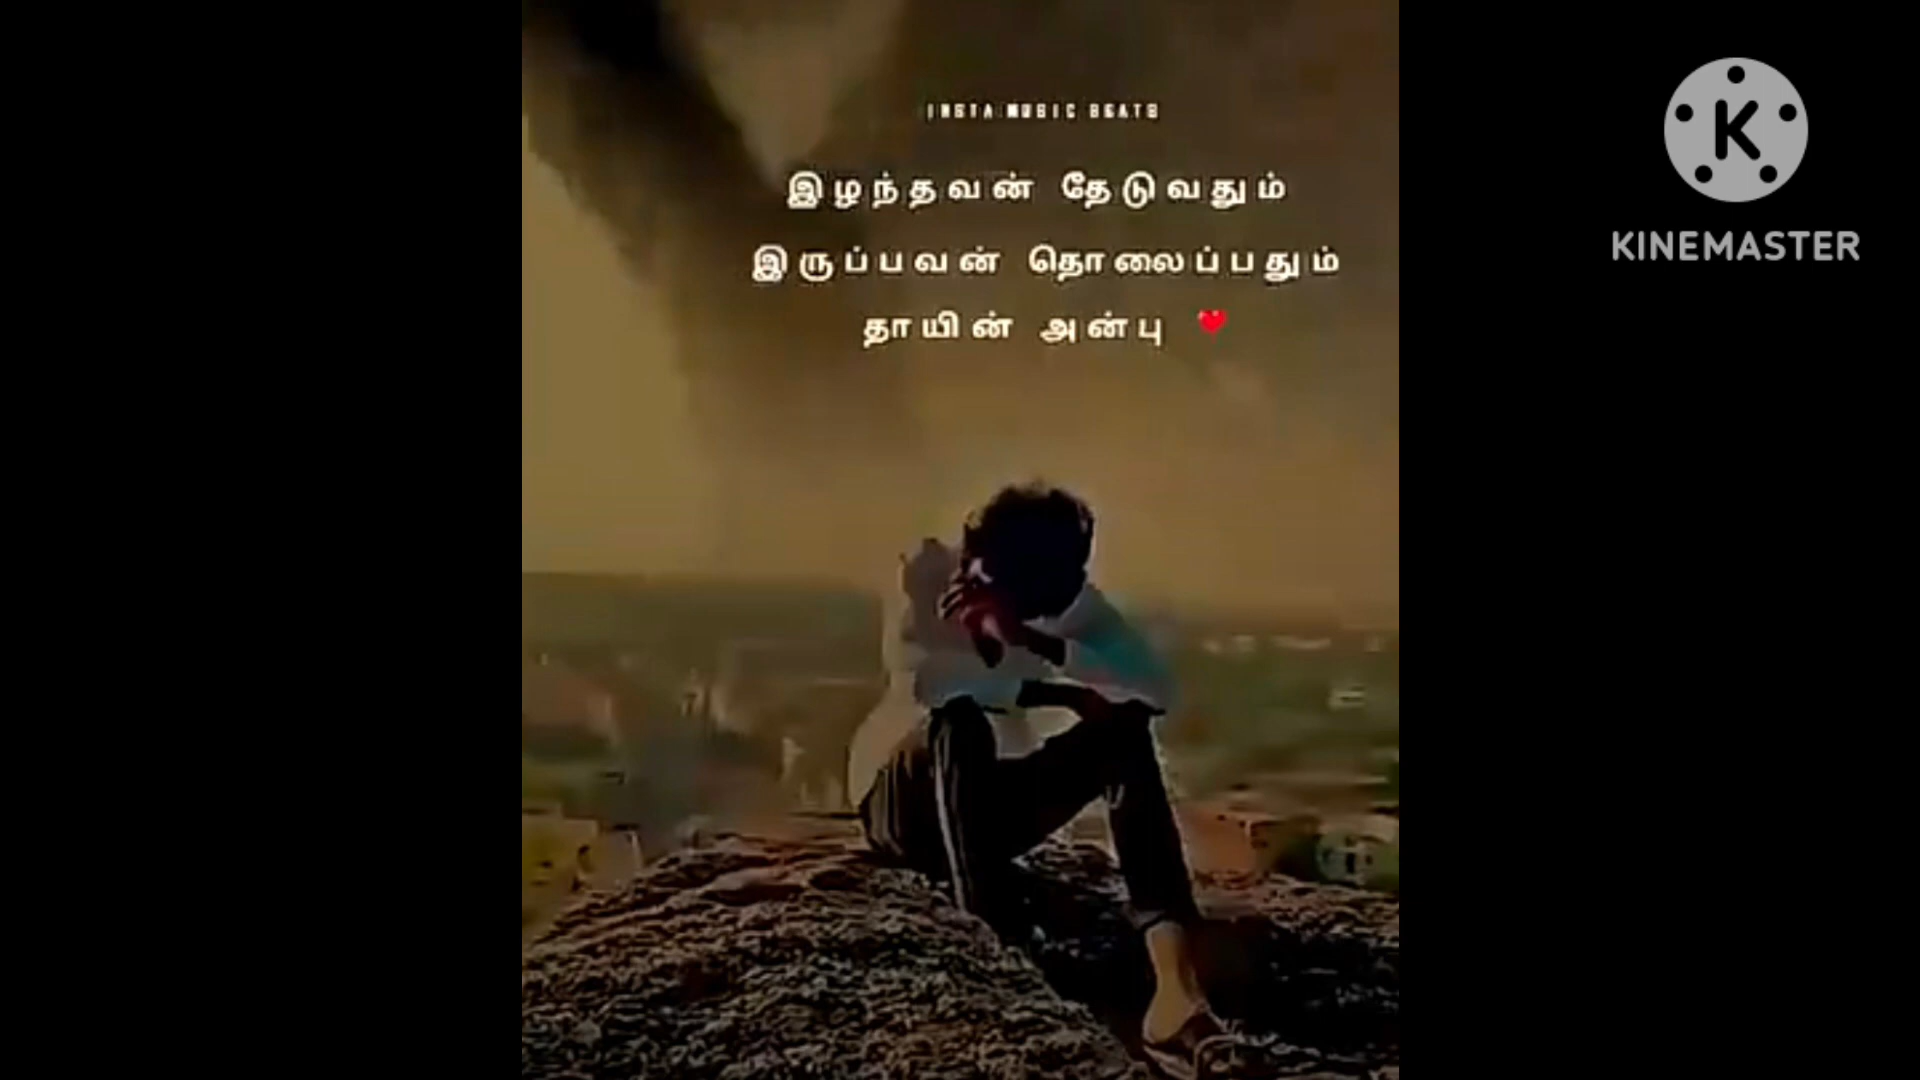 INSTA MUSIC BEATS
இழந்தவன் தேடுவதும்
இருப்பவன் தொலைப்பதும்
தாயின் அன்பு ❤
KINEMASTER